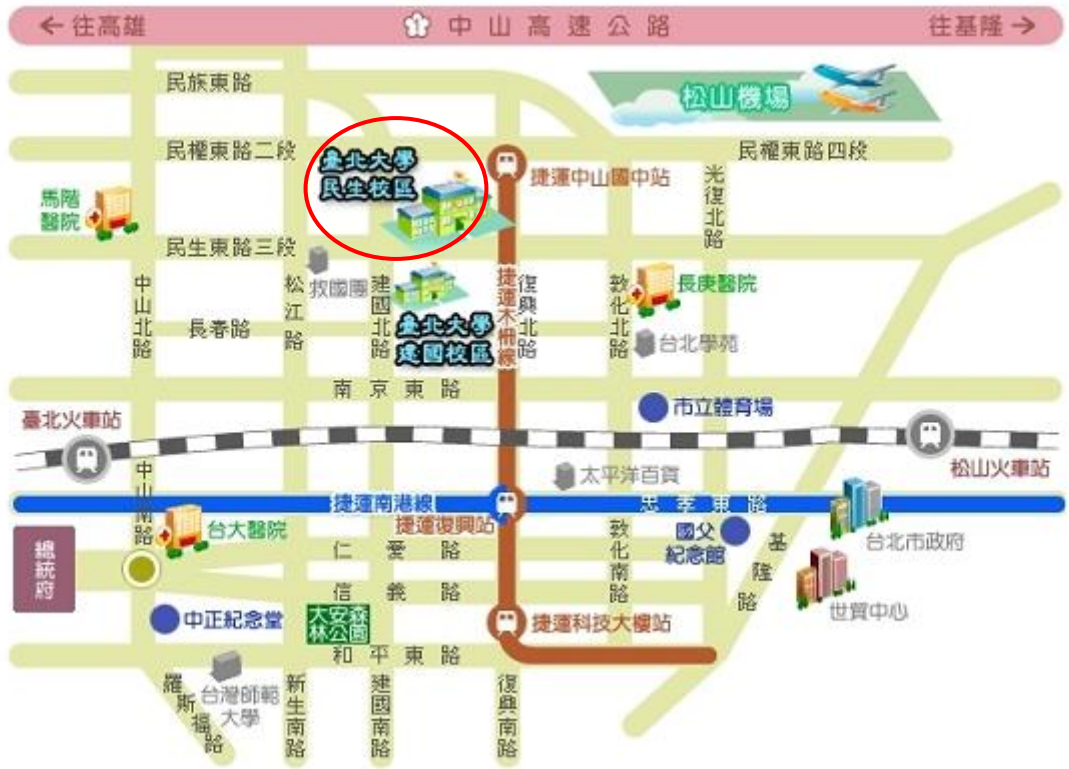 往高雄
1
中山高速公路
往基隆
民族東路
松山機場
民權東路二段
臺北大學
民生校區
民權東路四段
捷運中山國中站
光復北路
馬階
醫院
民生東路三段
救國團
中山北路
松江路
建國北路
捷運木柵線
復興北路
敦化北路
長庚醫院
長春路
臺北大學
建國校區
台北學苑
南京東路
市立體育場
臺北火車站
松山火車站
中山南路
太平洋百貨
捷運南港線
忠孝東路
捷運復興站
台大醫院
國父
紀念館
台北市政府
總統府
仁愛路
敦化南路
基隆路
信義路
世貿中心
中正紀念堂
大安森
林公園
捷運科技大樓站
和平東路
台灣師範
大學
羅斯福路
新生南路
建國南路
復興南路